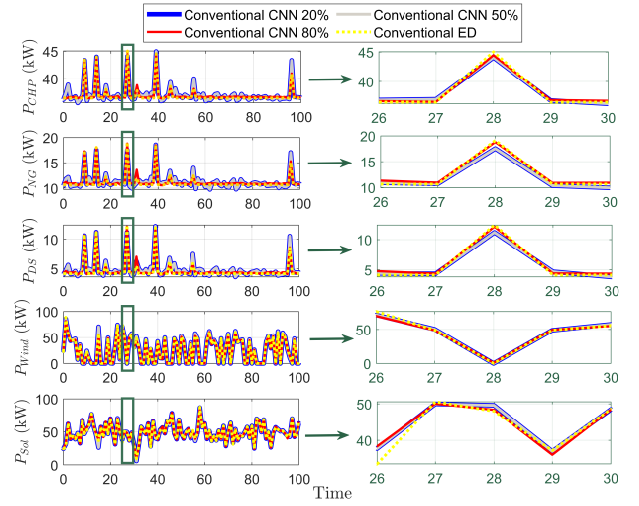 Conventional CNN 20% Conventional CNN 50%
Conventional CNN 80% Conventional ED
P_CHP (kW)
45
40
0 20 40 60 80 100
45
40
26 27 28 29 30
P_NG (kW)
20
15
10
0 20 40 60 80 100
20
15
10
26 27 28 29 30
P_DS (kW)
10
5
0 20 40 60 80 100
10
5
26 27 28 29 30
P_Wind (kW)
100
50
0
0 20 40 60 80 100
50
0
26 27 28 29 30
P_Sol (kW)
100
50
0
0 20 40 60 80 100
50
40
26 27 28 29 30
Time